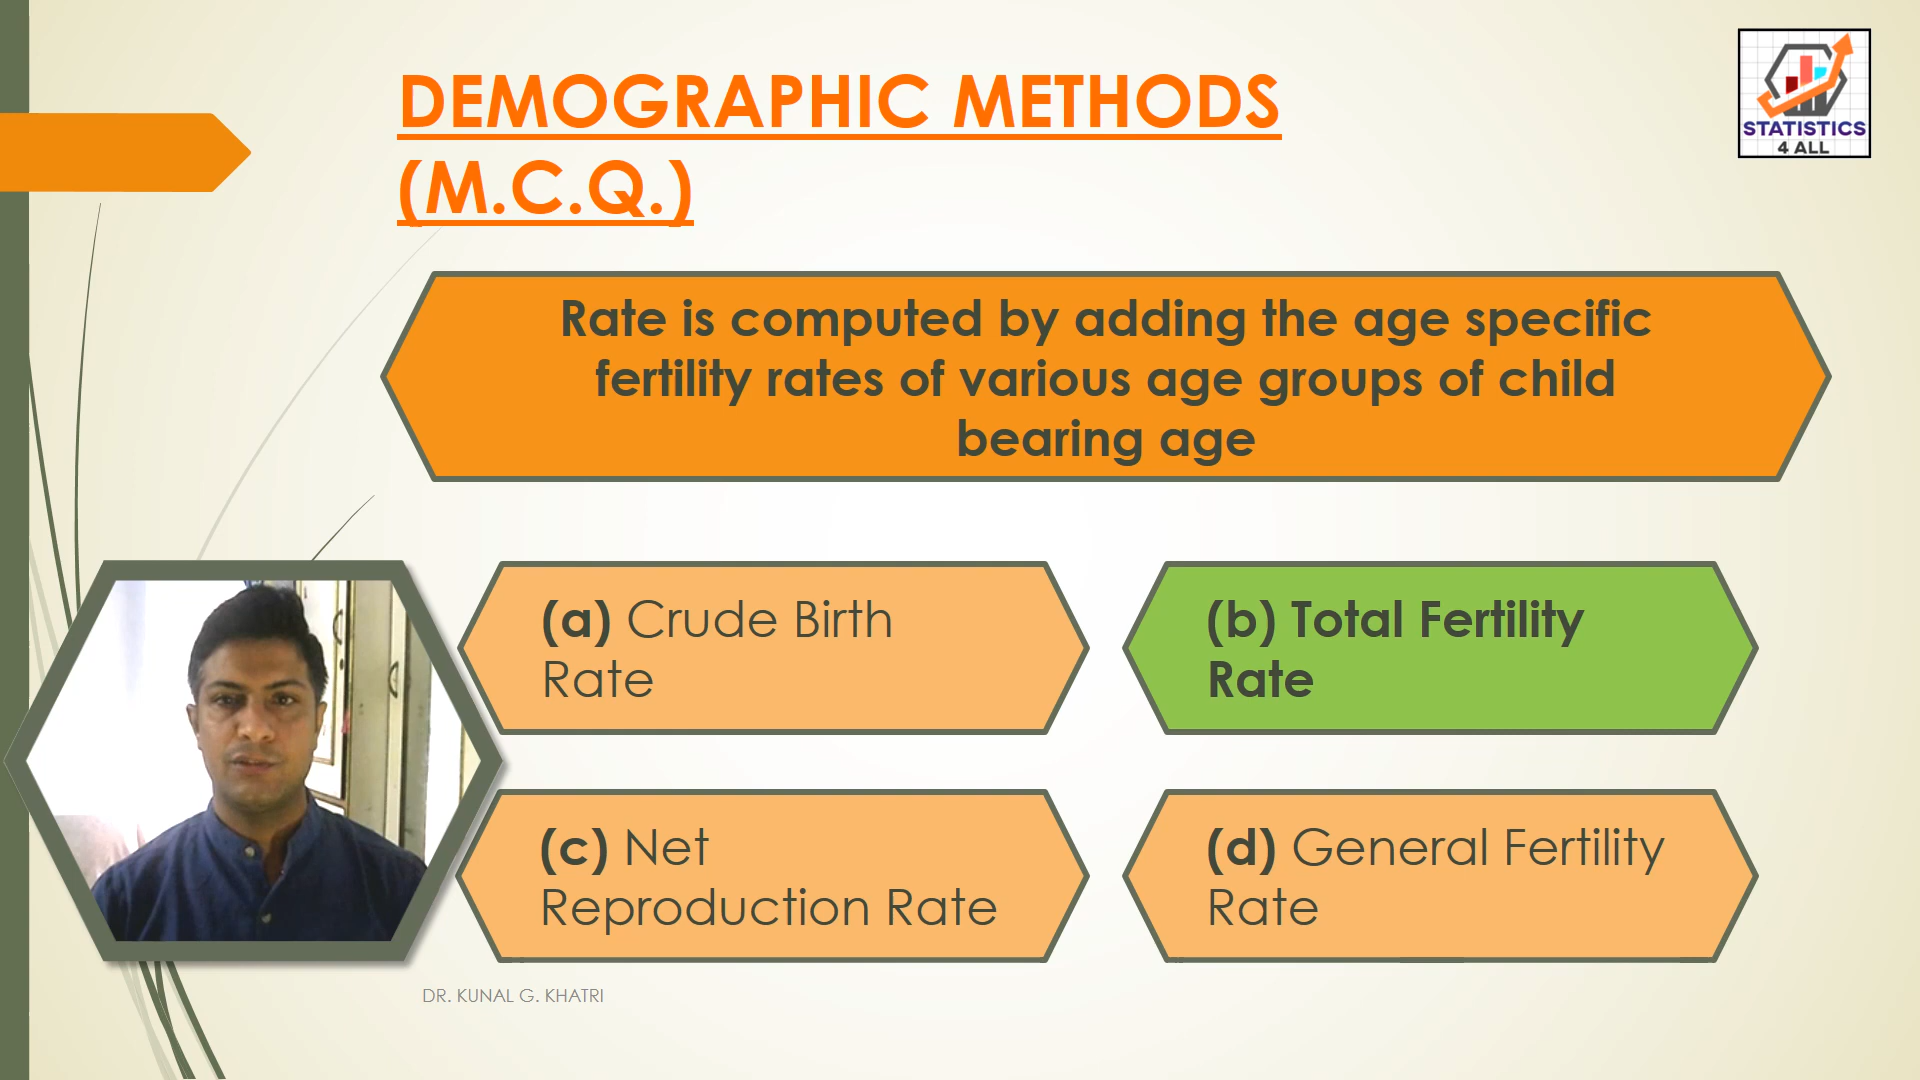 DEMOGRAPHIC METHODS
(M.C.Q.)
STATISTICS
4 ALL
Rate is computed by adding the age specific
fertility rates of various age groups of child
bearing age
(a) Crude Birth
Rate
(b) Total Fertility
Rate
(c) Net
Reproduction Rate
(d) General Fertility
Rate
DR. KUNAL G. KHATRI